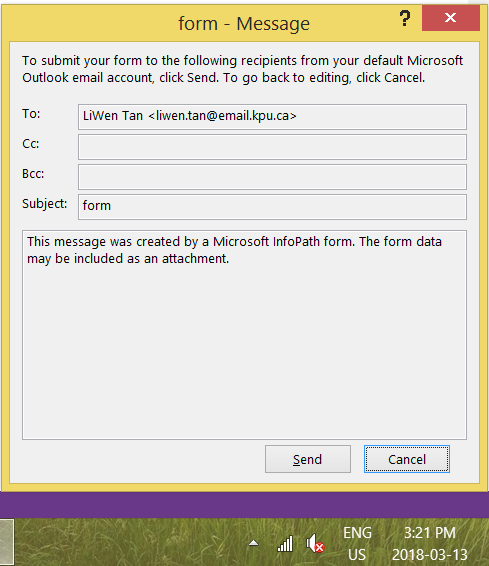 form - Message
?
To submit your form to the following recipients from your default Microsoft
Outlook email account, click Send. To go back to editing, click Cancel.
To: LiWen Tan <liwen.tan@email.kpu.ca>
Cc:
Bcc:
Subject: form
This message was created by a Microsoft InfoPath form. The form data
may be included as an attachment.
Send Cancel
ENG 3:21 PM
US 2018-03-13